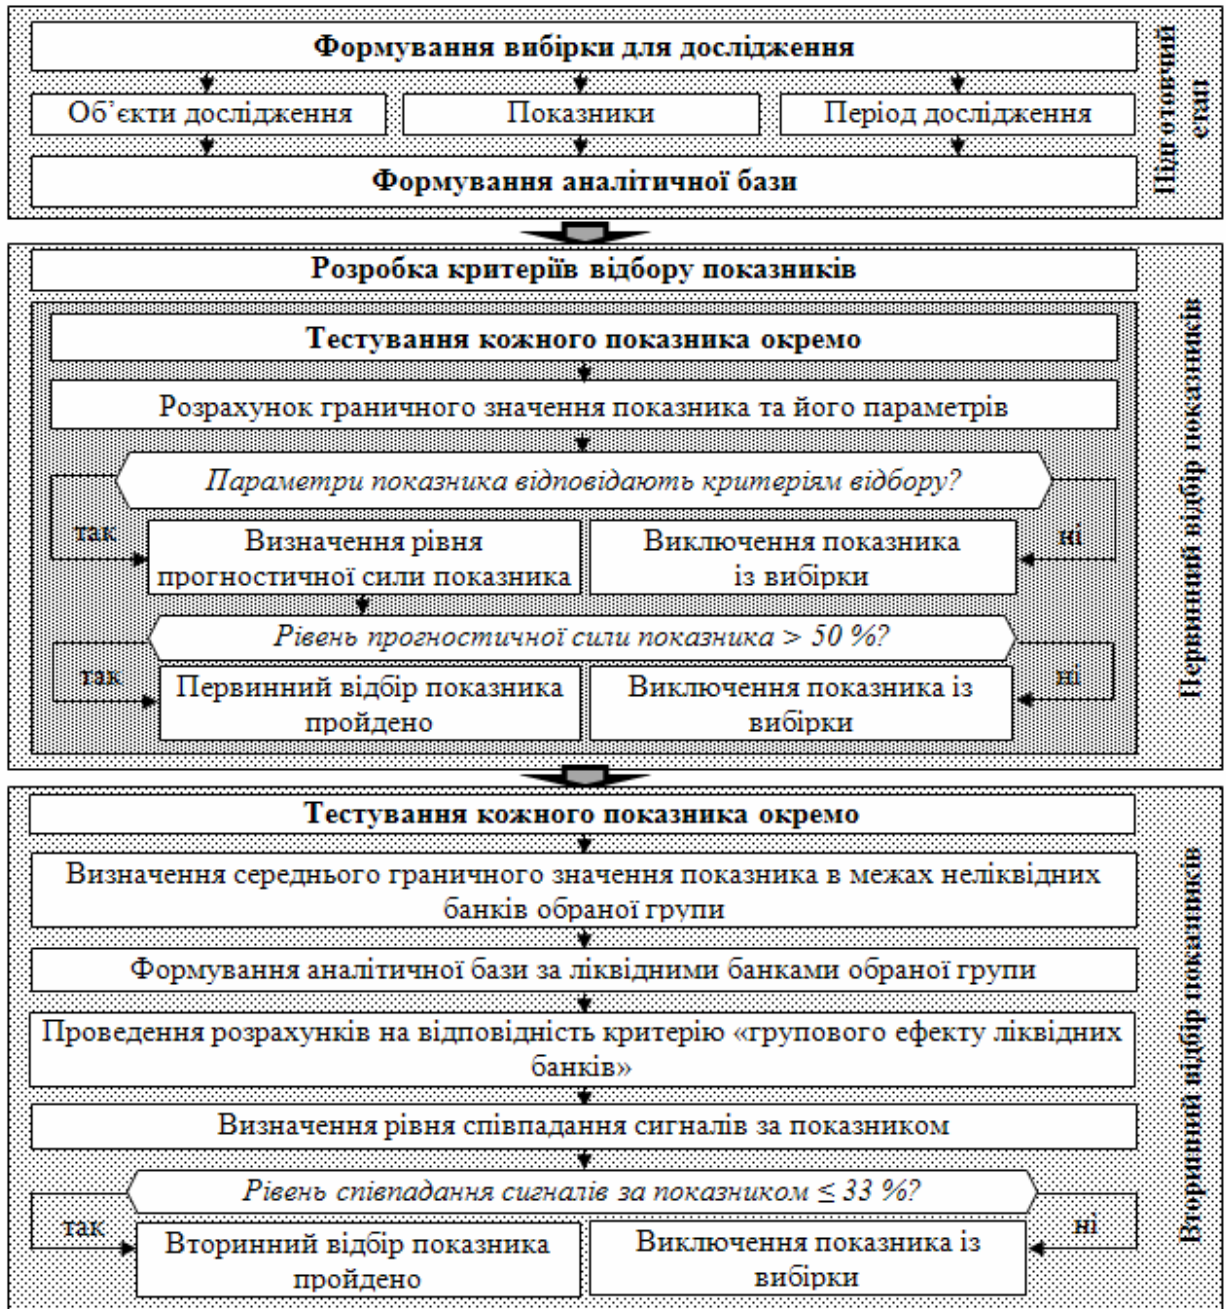 Формування вибірки для дослідження
Об’єкти дослідження
Показники
Період дослідження
Формування аналітичної бази
Підготовчий
етап
Розробка критеріїв відбору показників
Тестування кожного показника окремо
Розрахунок граничного значення показника та його параметрів
Параметри показника відповідають критеріям відбору?
так
ні
Визначення рівня
прогностичної сили показника
Виключення показника
із вибірки
Рівень прогностичної сили показника > 50 %?
так
ні
Первинний відбір показника
пройдено
Виключення показника із
вибірки
Первинний відбір показників
Тестування кожного показника окремо
Визначення середнього граничного значення показника в межах неліквідних
банків обраної групи
Формування аналітичної бази за ліквідними банками обраної групи
Проведення розрахунків на відповідність критерію «групового ефекту ліквідних
банків»
Визначення рівня співпадання сигналів за показником
Рівень співпадання сигналів за показником ≤ 33 %?
так
ні
Вторинний відбір показника
пройдено
Виключення показника із
вибірки
Вторинний відбір показників